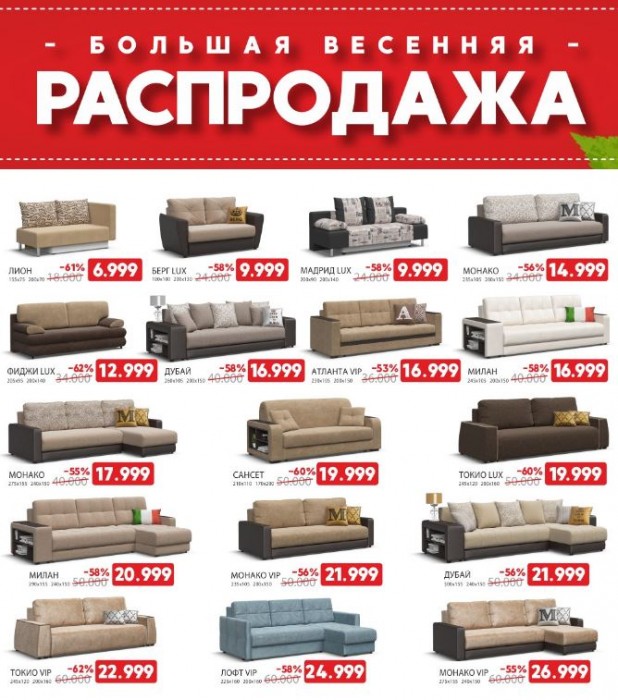 - БОЛЬШАЯ ВЕСЕННЯЯ -
РАСПРОДАЖА
ЛИОН -61% 18.000 6.999
БЕРГ LUX -58% 24.000 9.999
МАДРИД LUX -58% 24.000 9.999
МОНАКО -56% 34.000 14.999
ФИДЖИ LUX -62% 34.000 12.999
ДУБАЙ -58% 40.000 16.999
АТЛАНТА VIP -53% 36.000 16.999
МИЛАН -58% 40.000 16.999
МОНАКО -55% 40.000 17.999
САНСЕТ -60% 50.000 19.999
ТОКИО LUX -60% 50.000 19.999
МИЛАН -58% 50.000 20.999
МОНАКО VIP -56% 50.000 21.999
ДУБАЙ -56% 50.000 21.999
ТОКИО VIP -62% 60.000 22.999
ЛОФТ VIP -58% 60.000 24.999
МОНАКО VIP -55% 60.000 26.999